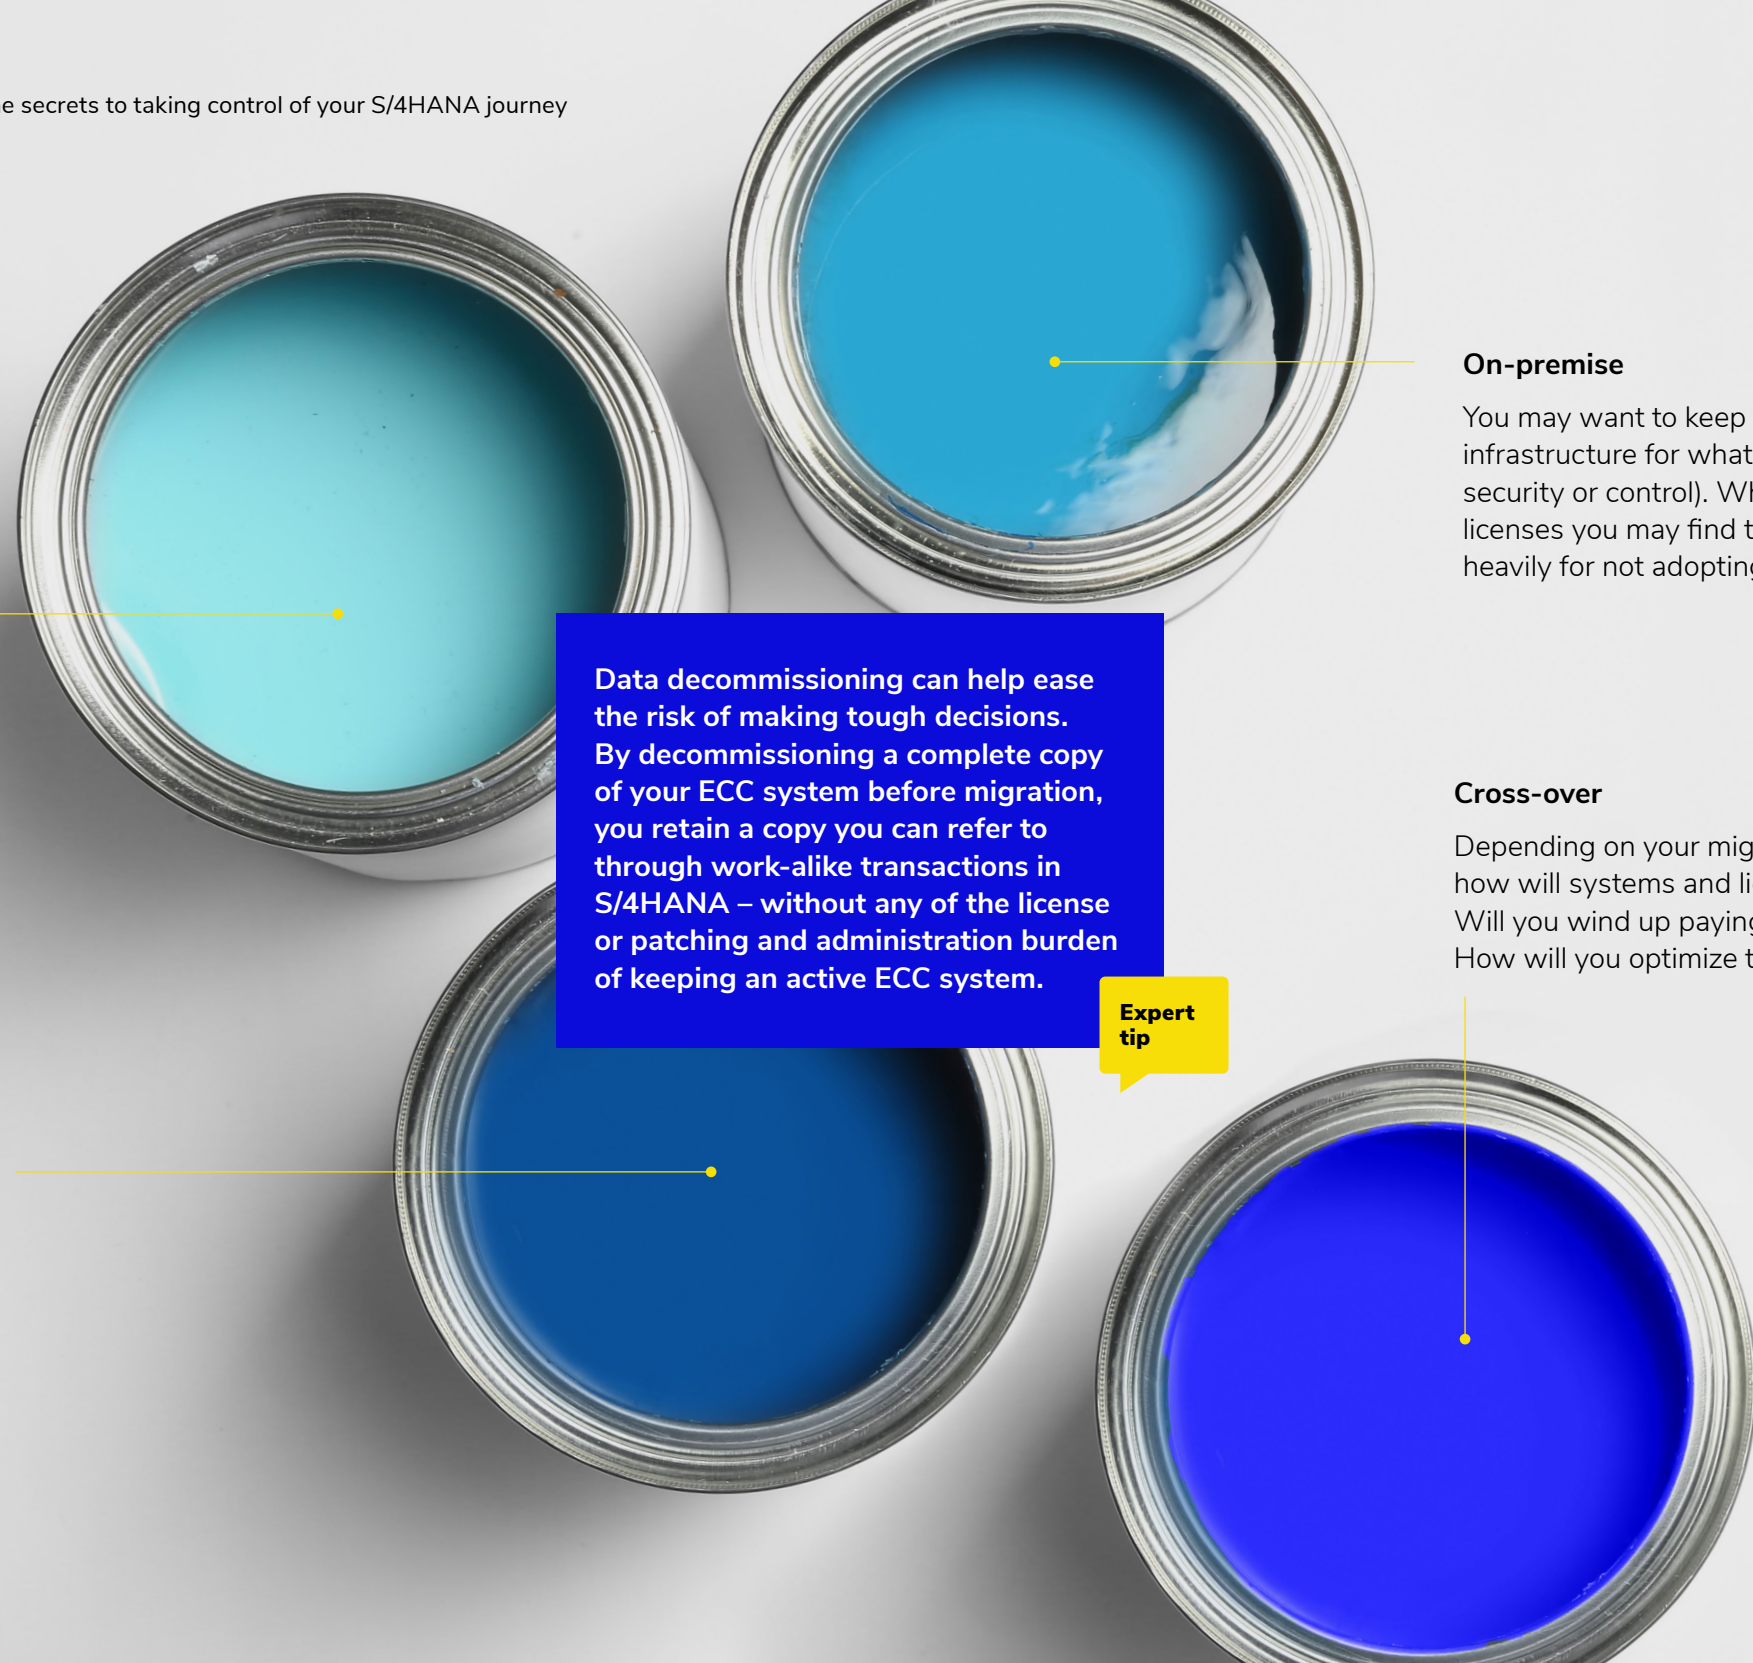 secrets to taking control of your S/4HANA journey
On-premise
You may want to keep
infrastructure for what
security or control).
licenses you may find
heavily for not adopting
Data decommissioning can help ease
the risk of making tough decisions.
By decommissioning a complete copy
of your ECC system before migration,
you retain a copy you can refer to
through work-alike transactions in
S/4HANA – without any of the license
or patching and administration burden
of keeping an active ECC system.
Expert
tip
Cross-over
Depending on your
how will systems and
Will you wind up paying
How will you optimize